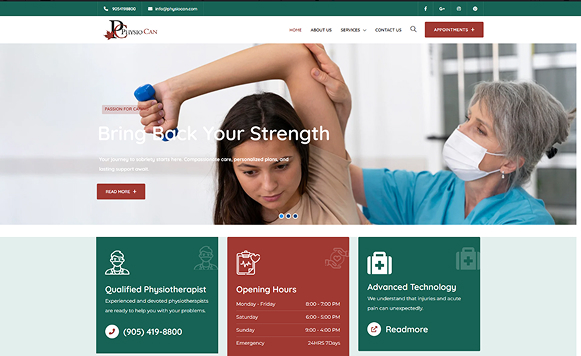 9054199800 info@physiocan.com
PHYSIO-CAN
HOME ABOUT US SERVICES CONTACT US APPOINTMENTS +
PASSION FOR CA
Bring Back Your Strength
Your journey to sobriety starts here. Compassionate care, personalized plans, and
lasting support await.
READ MORE +
Qualified Physiotherapist
Experienced and devoted physiotherapists
are ready to help you with your problems.
(905) 419-8800
Opening Hours
Monday - Friday 8:00 - 7:00 PM
Saturday 6:00 - 5:00 PM
Sunday 9:00 - 4:00 PM
Emergency 24HRS 7Days
Advanced Technology
We understand that injuries and acute
pain can unexpectedly.
Readmore